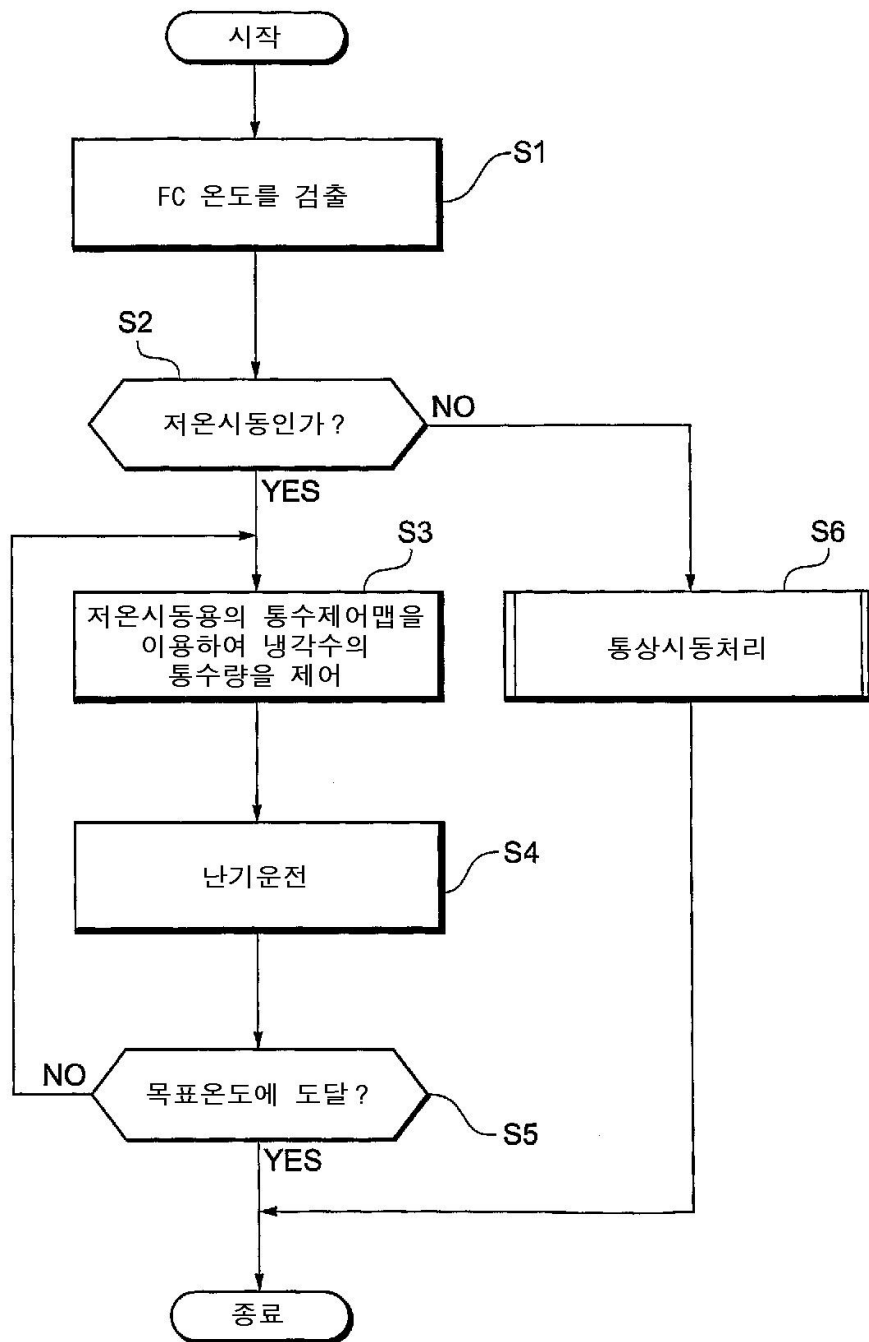 시작
S1
FC 온도를 검출
S2
저온시동인가?
NO
YES
S3
S6
저온시동용의 통수제어맵을
이용하여 냉각수의
통수량을 제어
통상시동처리
난기운전
S4
NO
목표온도에 도달?
S5
YES
종료